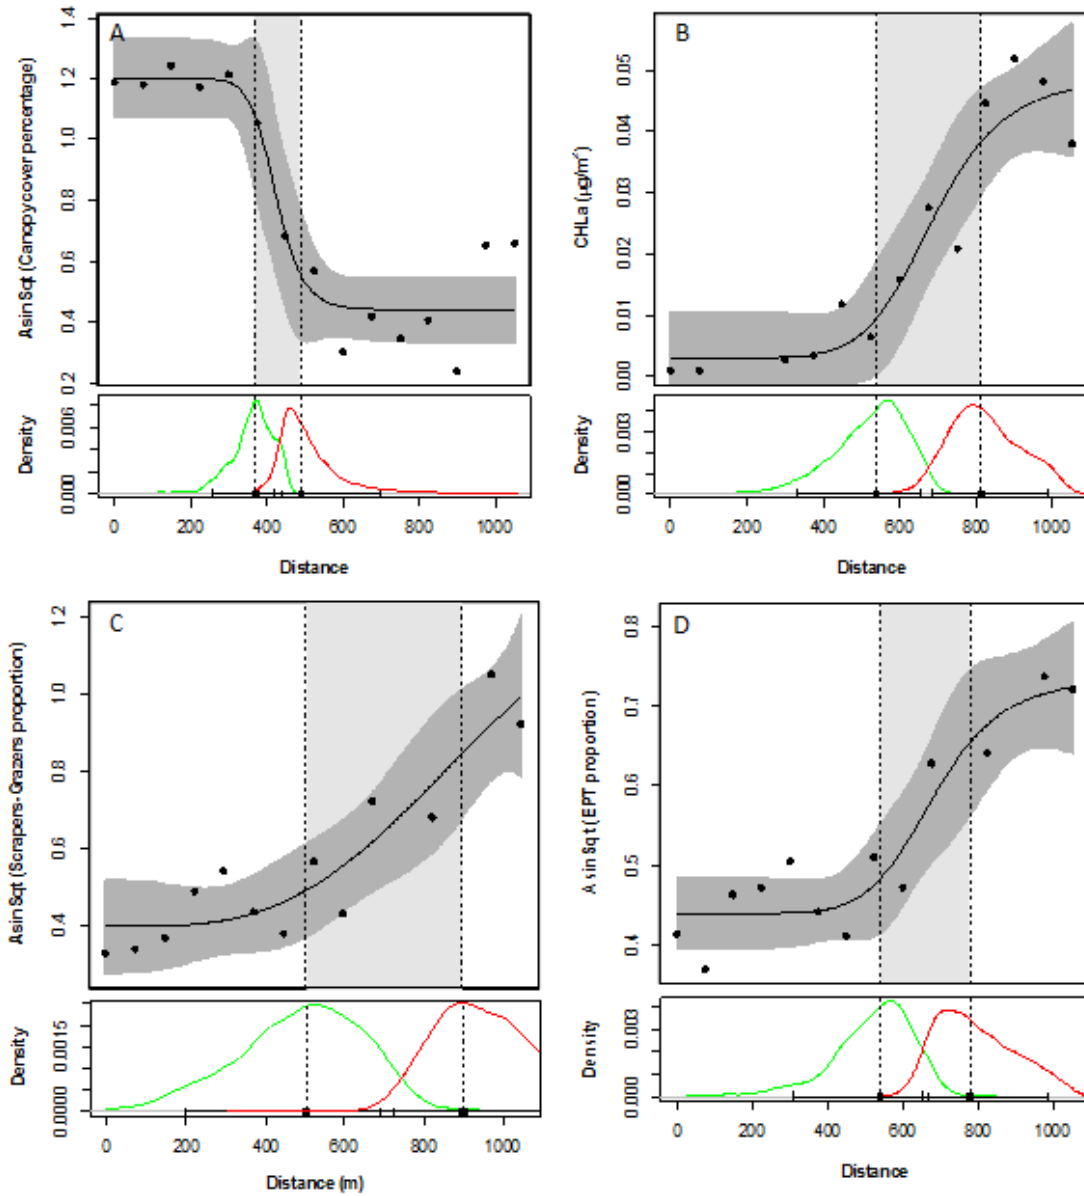 A
Asin Sqt (Canopy cover percentage)
1.4
1.2
1.0
0.8
0.6
0.4
0.2
Density
0.006
0.000
0 200 400 600 800 1000
Distance
B
CHLa (µg/m²)
0.05
0.04
0.03
0.02
0.01
0.00
Density
0.003
0.000
0 200 400 600 800 1000
Distance
C
Asin Sqt (Scrapers-Grazers proportion)
1.2
1.0
0.8
0.6
0.4
Density
0.0015
0.0000
0 200 400 600 800 1000
Distance (m)
D
Asin Sqt (EPT proportion)
0.8
0.7
0.6
0.5
0.4
Density
0.003
0.000
0 200 400 600 800 1000
Distance